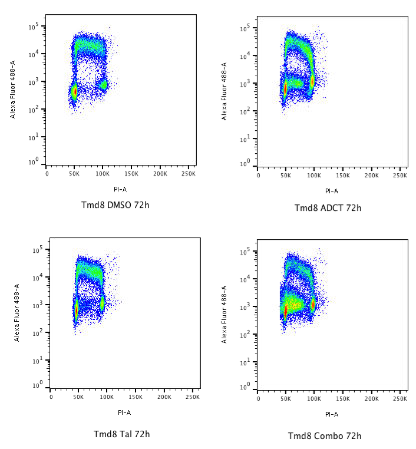 10^5
10^4
10^3
10^2
10^1
10^0
Alexa Fluor 488-A
0 50K 100K 150K 200K 250K
PI-A
Tmd8 DMSO 72h
10^5
10^4
10^3
10^2
10^1
10^0
Alexa Fluor 488-A
0 50K 100K 150K 200K 250K
PI-A
Tmd8 ADCT 72h
10^5
10^4
10^3
10^2
10^1
10^0
Alexa Fluor 488-A
0 50K 100K 150K 200K 250K
PI-A
Tmd8 Tal 72h
10^5
10^4
10^3
10^2
10^1
10^0
Alexa Fluor 488-A
0 50K 100K 150K 200K 250K
PI-A
Tmd8 Combo 72h